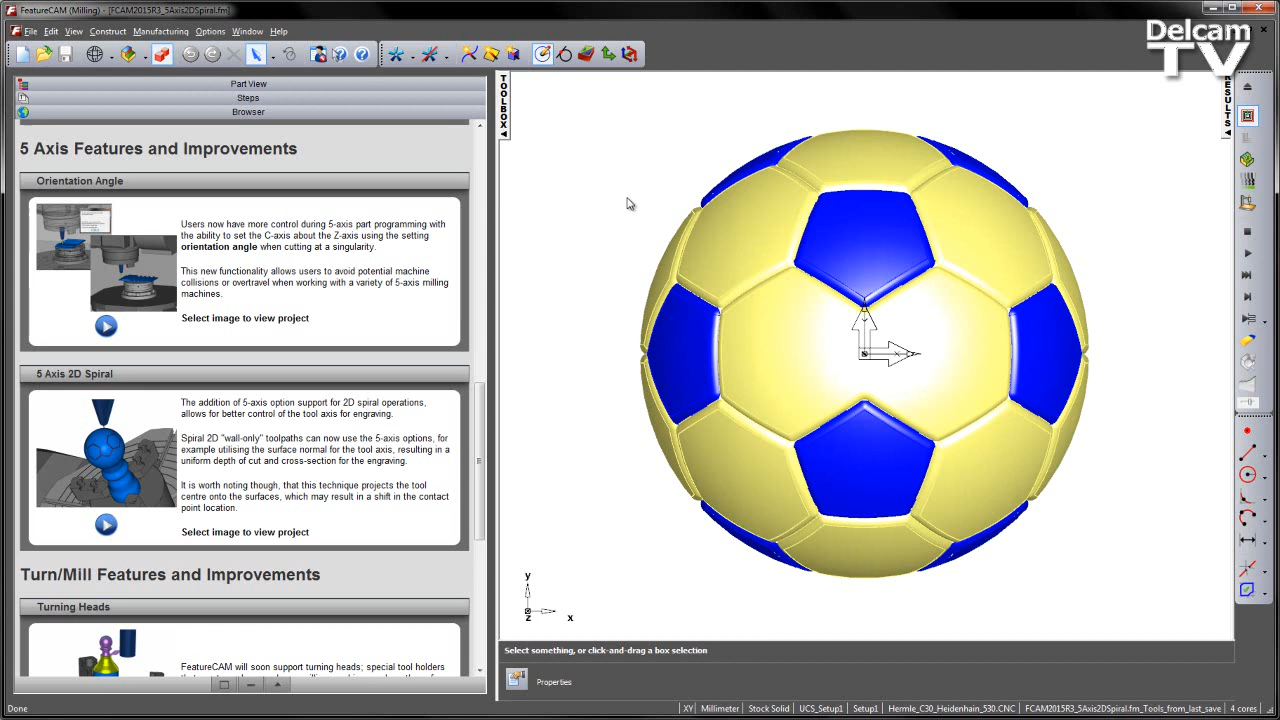 FeatureCAM (Milling) - [FCAM2015R3_5Axis2DSpiral.fm]
File Edit View Construct Manufacturing Options Window Help
Delcam
TV
Part View
Steps
Browser
TOOLBOX
RESULTS
5 Axis Features and Improvements
Orientation Angle
Users now have more control during 5-axis part programming with
the ability to set the C-axis about the Z-axis using the setting
orientation angle when cutting at a singularity.
This new functionality allows users to avoid potential machine
collisions or overtravel when working with a variety of 5-axis milling
machines.
Select image to view project
5 Axis 2D Spiral
The addition of 5-axis option support for 2D spiral operations,
allows for better control of the tool axis for engraving.
Spiral 2D "wall-only" toolpaths can now use the 5-axis options, for
example utilising the surface normal for the tool axis, resulting in a
uniform depth of cut and cross-section for the engraving.
It is worth noting though, that this technique projects the tool
centre onto the surfaces, which may result in a shift in the contact
point location.
Select image to view project
Turn/Mill Features and Improvements
Turning Heads
FeatureCAM will soon support turning heads; special tool holders
y
z
x
Select something, or click-and-drag a box selection
Properties
Done
XY Millimeter Stock Solid UCS_Setup1 Setup1 Hermle_C30_Heidenhain_530.CNC FCAM2015R3_5Axis2DSpiral.fm_Tools_from_last_save 4 cores